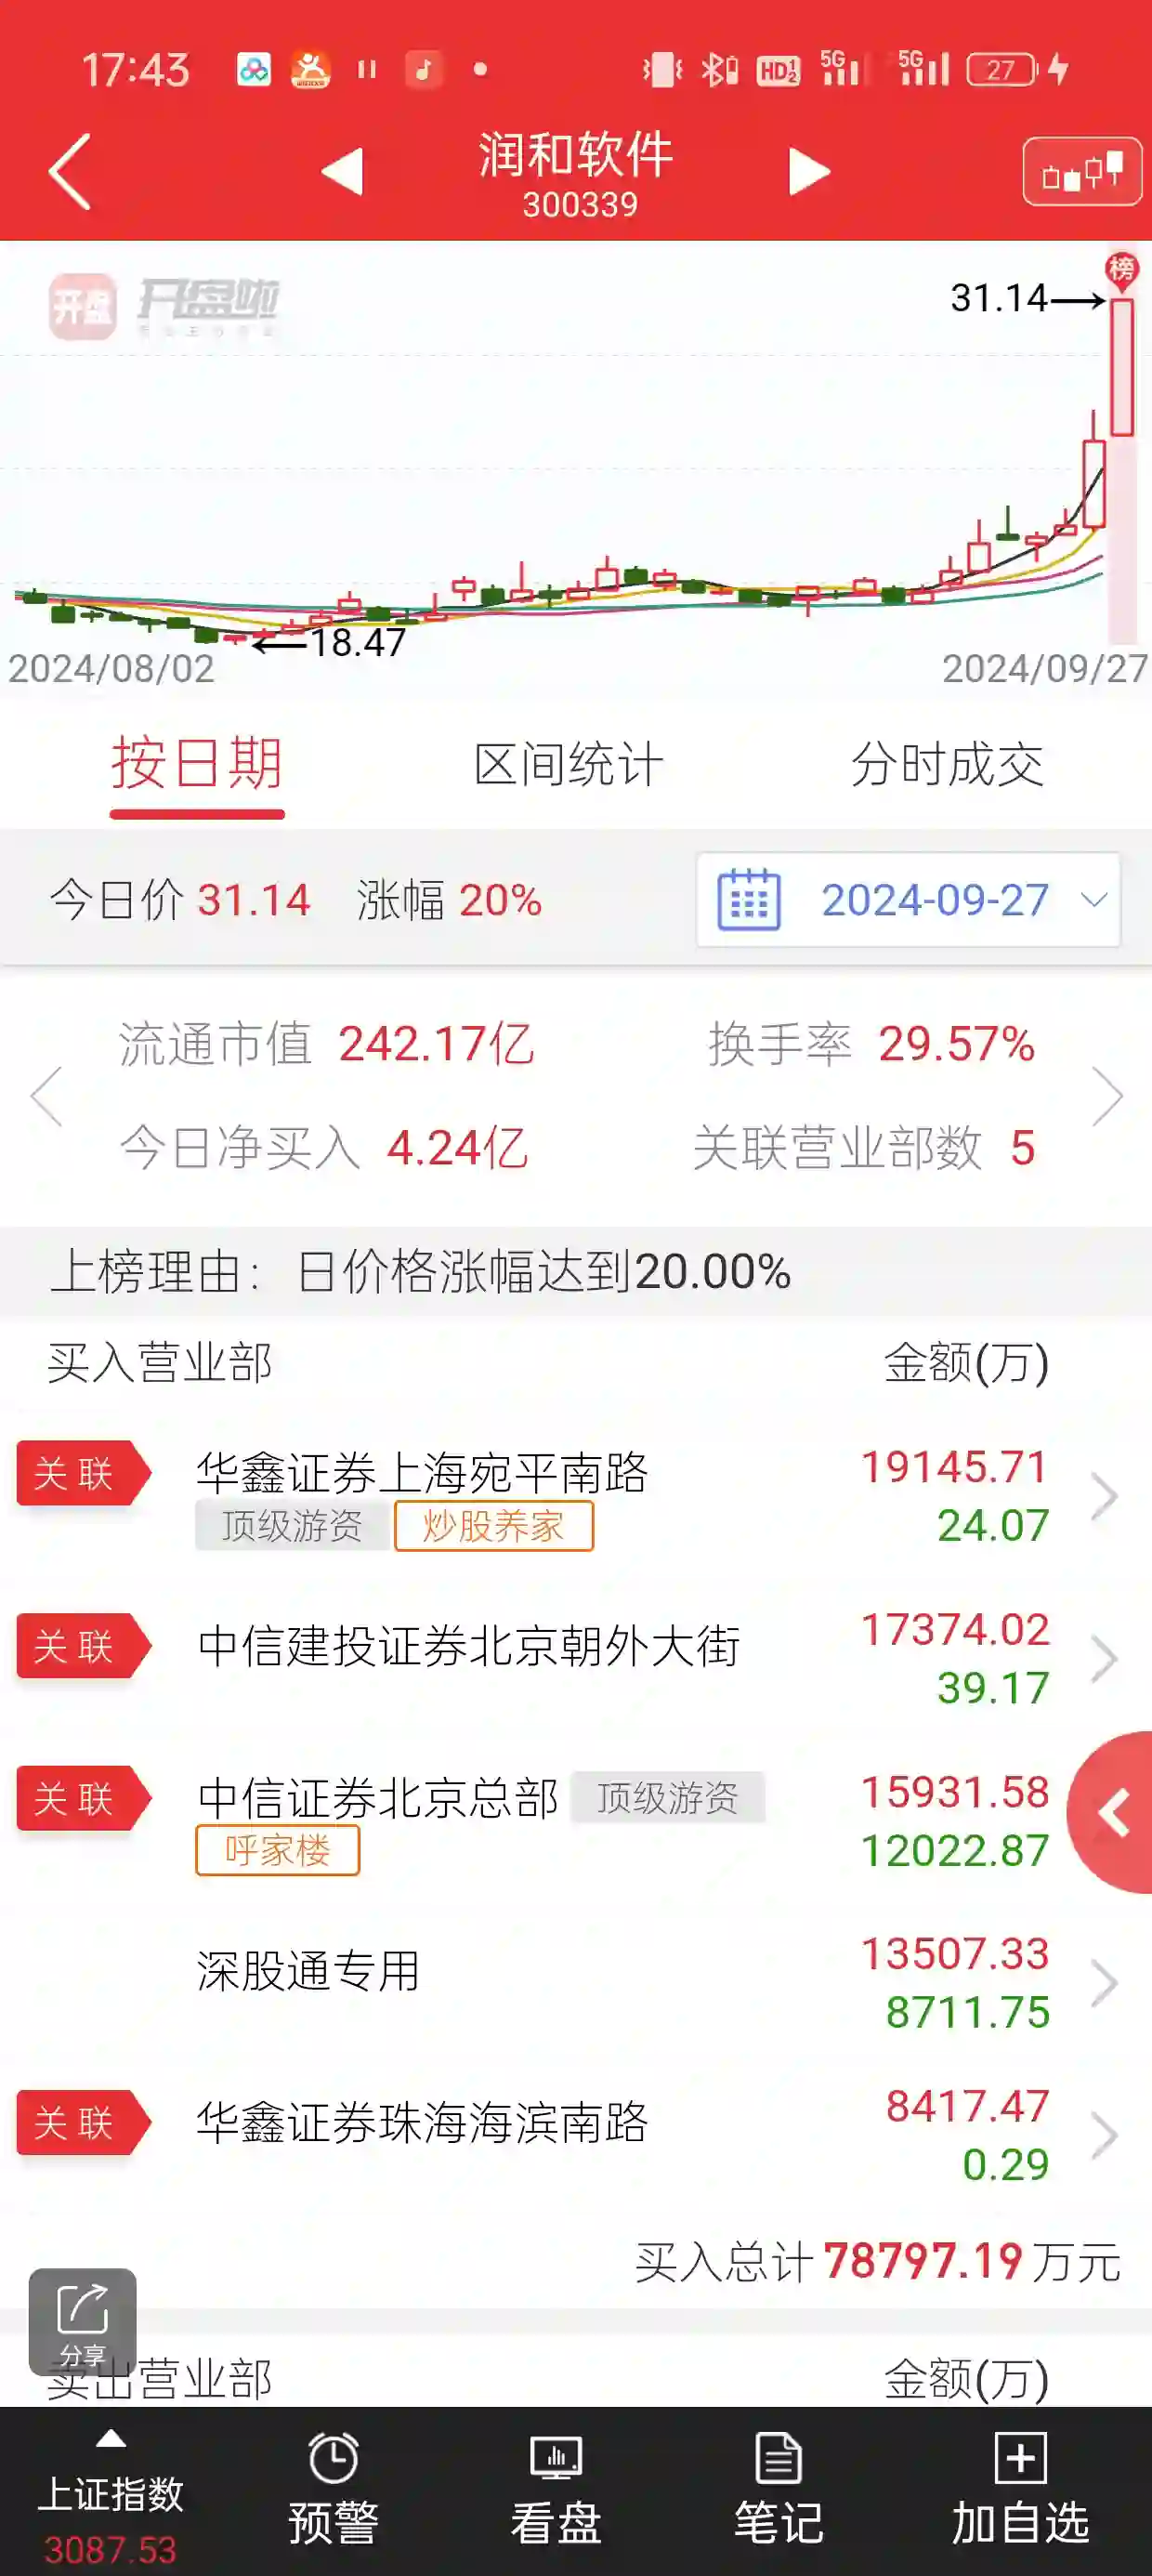 17:43
HD
5G
5G
27
润和软件
300339
榜
31.14
开盘
开盘啦
18.47
2024/08/02
2024/09/27
按日期
区间统计
分时成交
今日价 31.14 涨幅 20%
2024-09-27
流通市值 242.17亿
换手率 29.57%
今日净买入 4.24亿
关联营业部数 5
上榜理由：日价格涨幅达到20.00%
买入营业部
金额(万)
关联
华鑫证券上海宛平南路
19145.71
顶级游资
炒股养家
24.07
关联
中信建投证券北京朝外大街
17374.02
39.17
关联
中信证券北京总部
顶级游资
15931.58
呼家楼
12022.87
深股通专用
13507.33
8711.75
关联
华鑫证券珠海海滨南路
8417.47
0.29
买入总计 78797.19 万元
分享
卖出营业部
金额(万)
上证指数
3087.53
预警
看盘
笔记
加自选